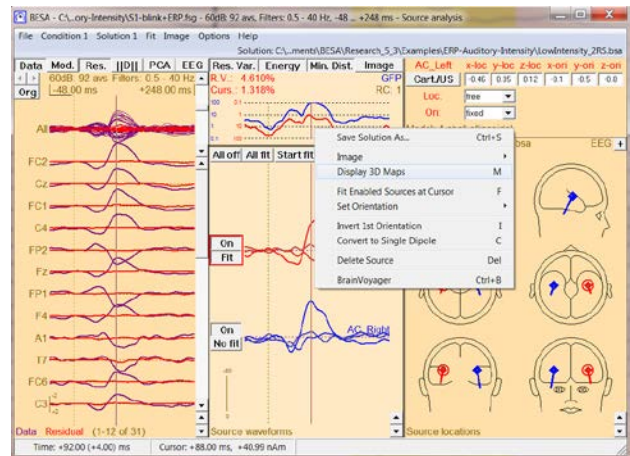 BESA - C:\...ory-Intensity\S1-blink+ERP.fsg - 60dB: 92 avs, Filters: 0.5 - 40 Hz, -48 ... +248 ms - Source analysis
File Condition 1 Solution 1 Fit Image Options Help
Solution: C:\...ments\BESA\Research_5_3\Examples\ERP-Auditory-Intensity\LowIntensity_2RS.bsa
Data Mod. Res. ||D|| PCA EEG Res. Var. Energy Min. Dist. Image AC_Left x-loc y-loc z-loc x-ori y-ori z-ori
60dB: 92 avs Filters: 0.5 - 40 Hz R.V.: 4.610% GFP Cart./US -0.46 0.35 0.12 -0.1 -0.5 -0.8
Org -48.00 ms +248.00 ms Curs.: 1.318% RC: 1
Loc.: free
Ori.: fixed
All
All off All fit Start fit
bsa EEG +
Save Solution As... Ctrl+S
Image
Display 3D Maps M
Fit Enabled Sources at Cursor F
Set Orientation
Invert 1st Orientation I
Convert to Single Dipole C
Delete Source Del
BrainVoyager Ctrl+B
FC2
Cz
FC1
C4
FP2
Fz
FP1
F4
A1
T7
FC6
C3
On
Fit
On
No fit
AC_Right
Data Residual (1-12 of 31) Source waveforms Source locations
Time: +92.00 (+4.00) ms Cursor: +88.00 ms, +40.99 nAm